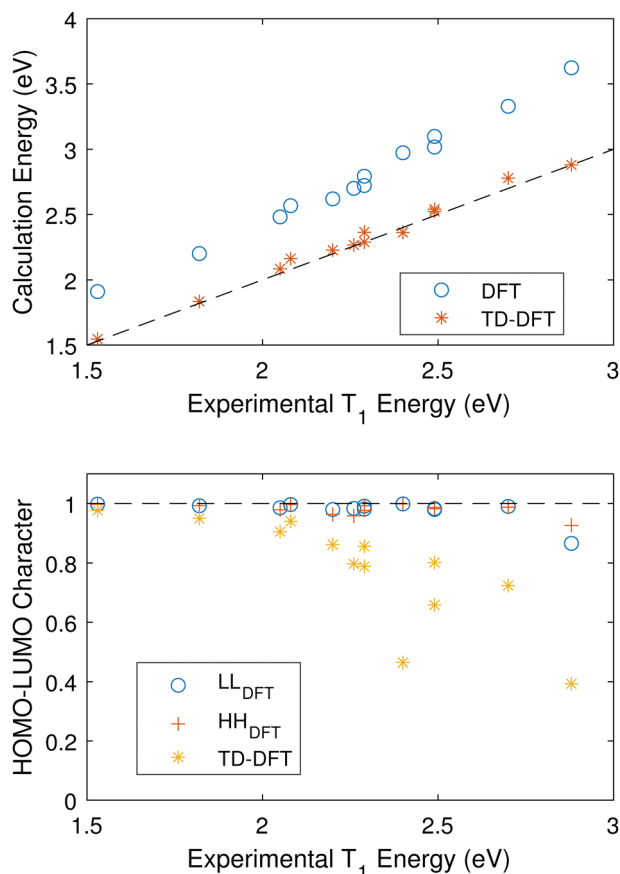 4
3.5
3
2.5
2
1.5
Calculation Energy (eV)
DFT
TD-DFT
1.5 2 2.5 3
Experimental T1 Energy (eV)
1
0.8
0.6
0.4
0.2
0
HOMO-LUMO Character
LLDFT
HHDFT
TD-DFT
1.5 2 2.5 3
Experimental T1 Energy (eV)